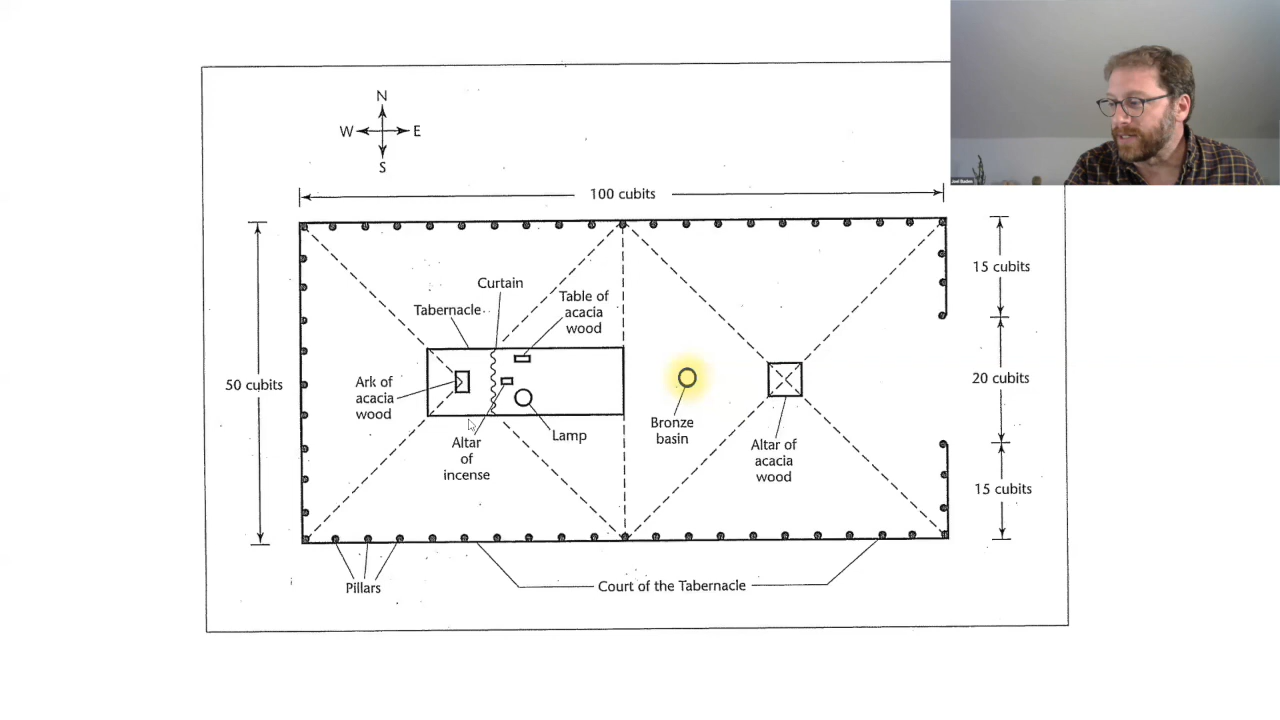 N
W
E
S
100 cubits
50 cubits
15 cubits
20 cubits
15 cubits
Curtain
Tabernacle
Table of
acacia
wood
Ark of
acacia
wood
Altar
of
incense
Lamp
Bronze
basin
Altar of
acacia
wood
Pillars
Court of the Tabernacle